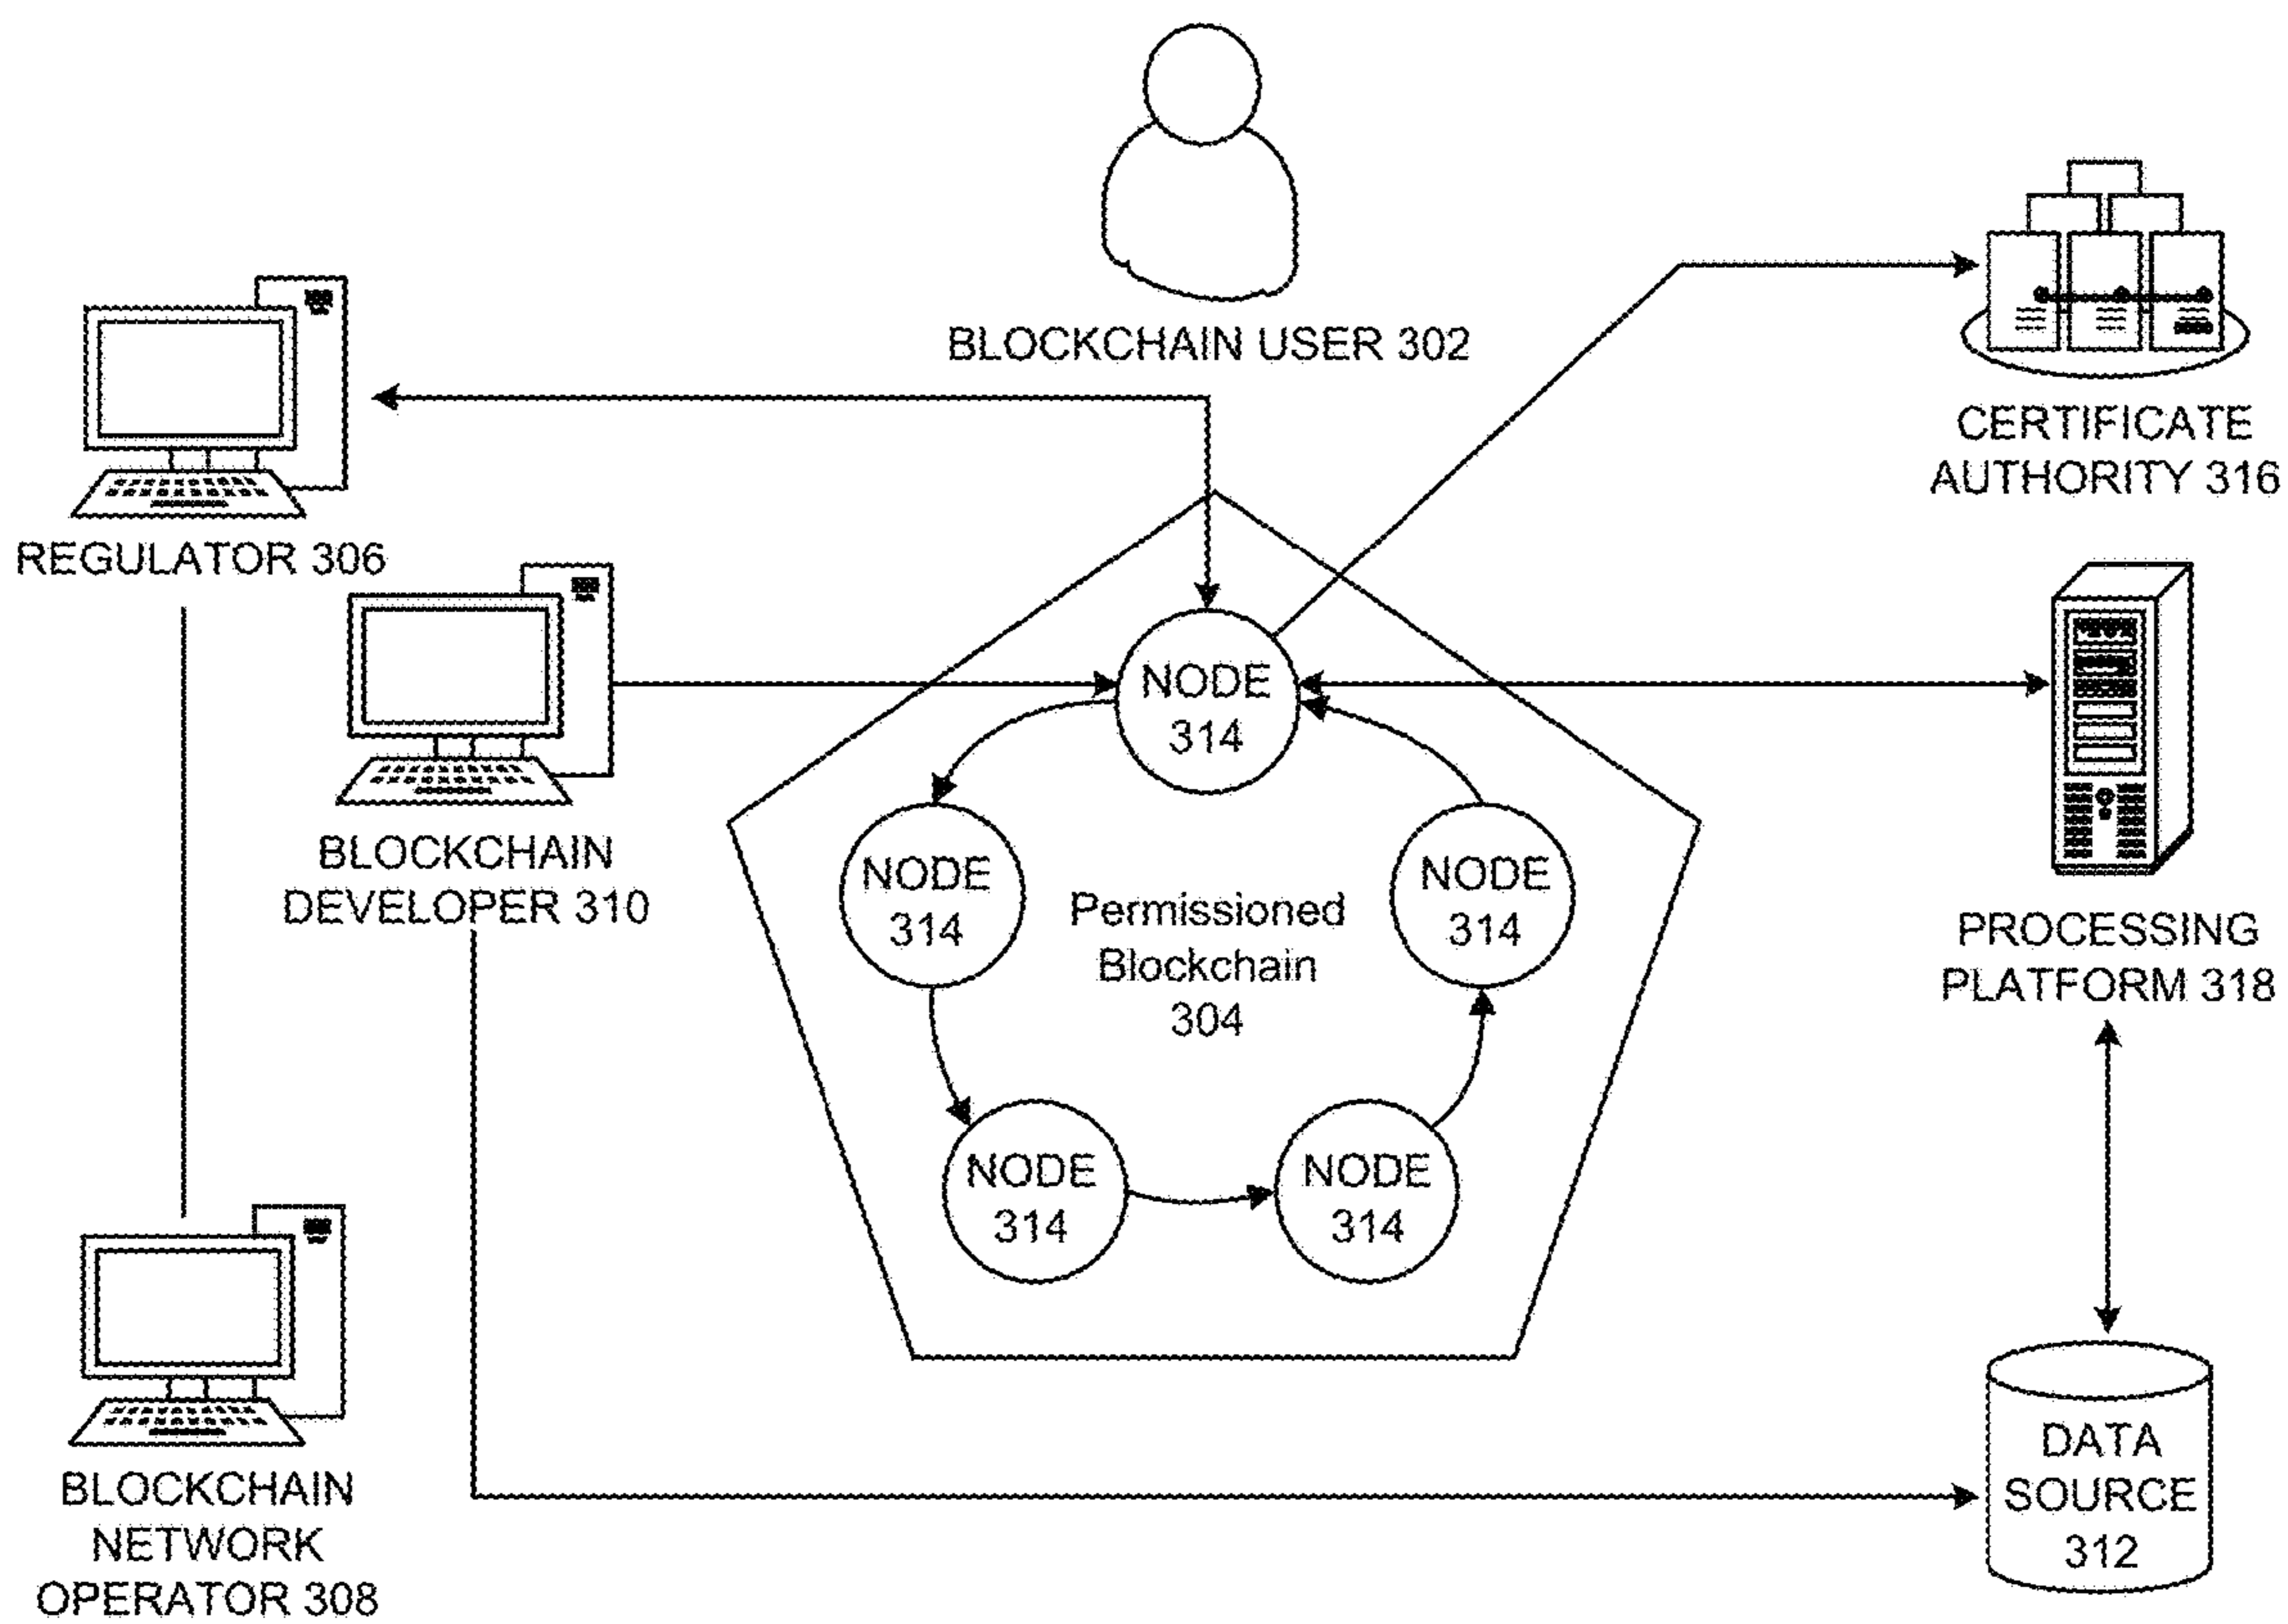 BLOCKCHAIN USER 302
CERTIFICATE
AUTHORITY 316
REGULATOR 306
BLOCKCHAIN
DEVELOPER 310
NODE
314
NODE
314
Permissioned
Blockchain
304
NODE
314
PROCESSING
PLATFORM 318
NODE
314
NODE
314
BLOCKCHAIN
NETWORK
OPERATOR 308
DATA
SOURCE
312